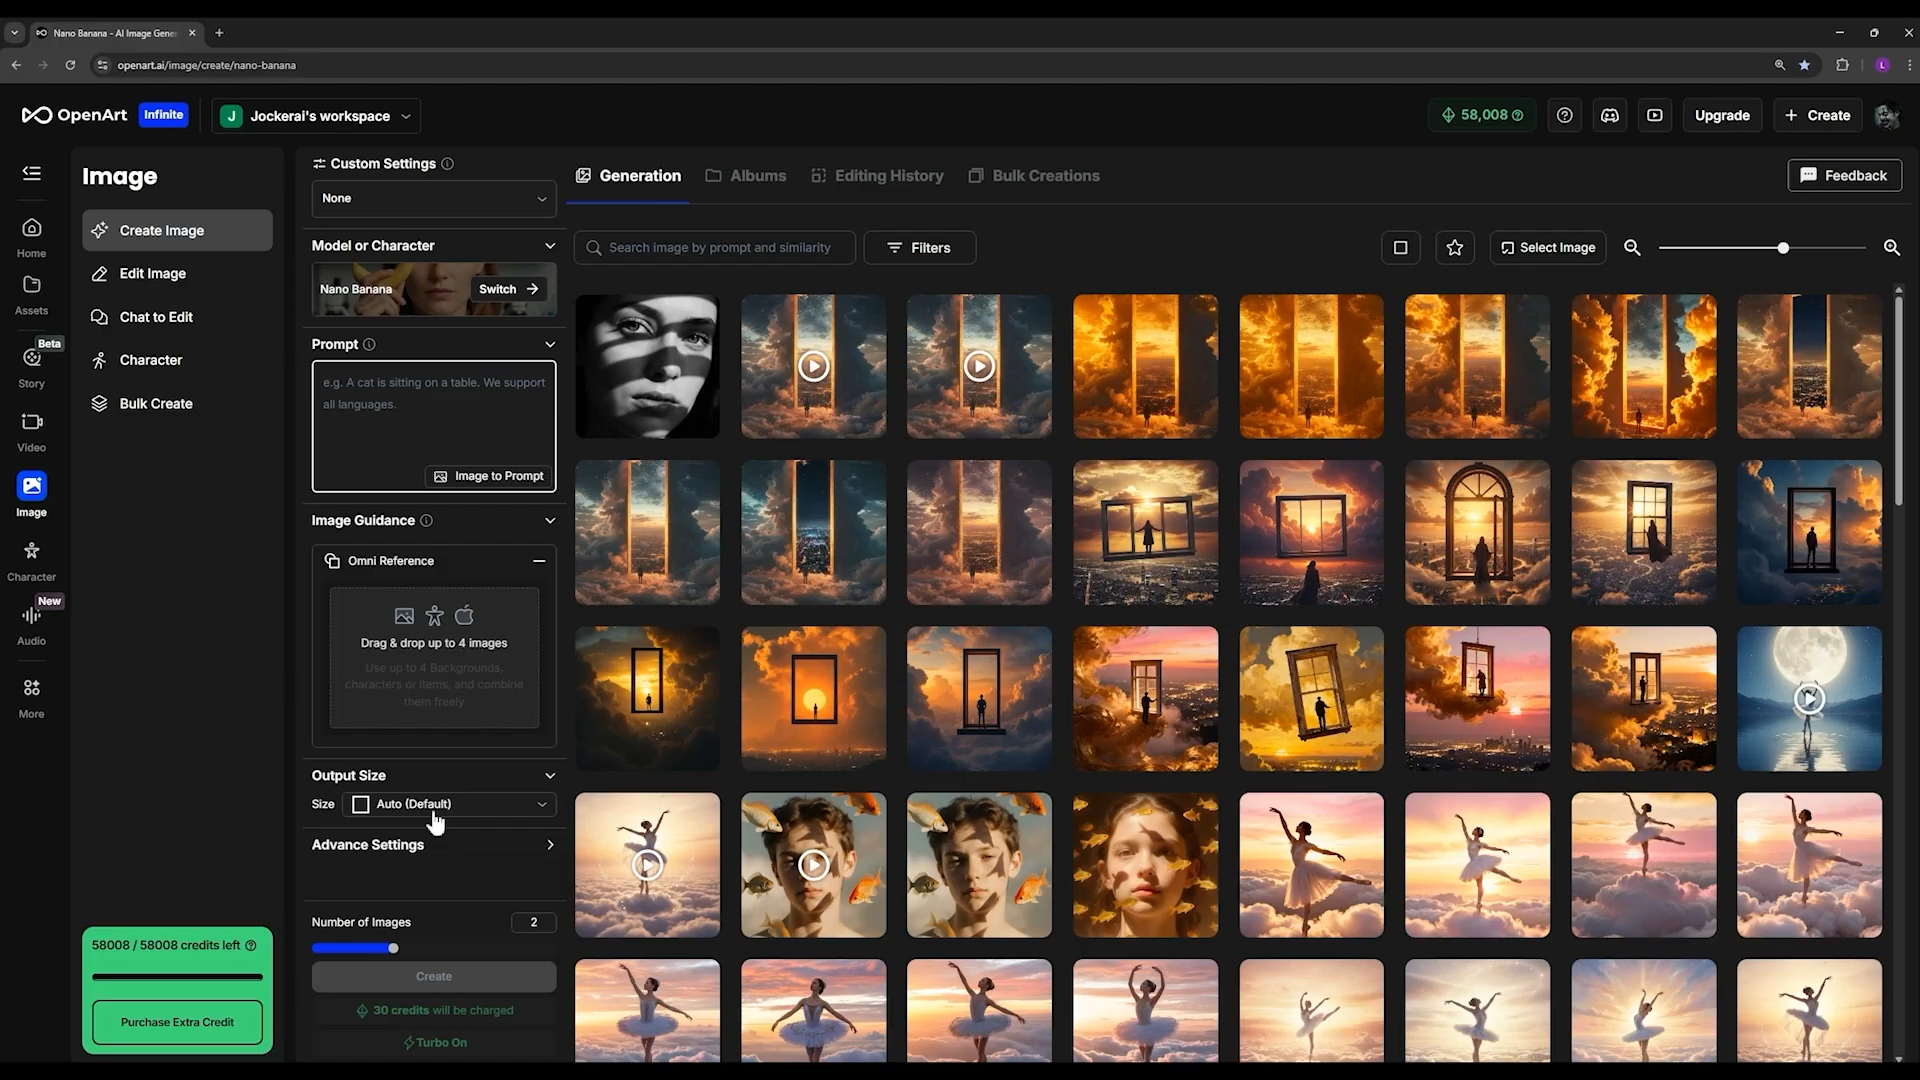 Nano Banana - AI Image Gene
openart.ai/image/create/nano-banana
L
OpenArt
Infinite
J
Jockerai's workspace
58,008
Upgrade
Create
Image
Create Image
Edit Image
Chat to Edit
Character
Bulk Create
Home
Assets
Beta
Story
Video
Image
Character
New
Audio
More
58008 / 58008 credits left
Purchase Extra Credit
Custom Settings
None
Model or Character
Nano Banana
Switch
Prompt
e.g. A cat is sitting on a table. We support
all languages.
Image to Prompt
Image Guidance
Omni Reference
Drag & drop up to 4 images
Use up to 4 Backgrounds,
characters or items, and combine
them freely
Output Size
Size
Auto (Default)
Advance Settings
Number of Images
2
Create
30 credits will be charged
Turbo On
Generation
Albums
Editing History
Bulk Creations
Feedback
Search image by prompt and similarity
Filters
Select Image